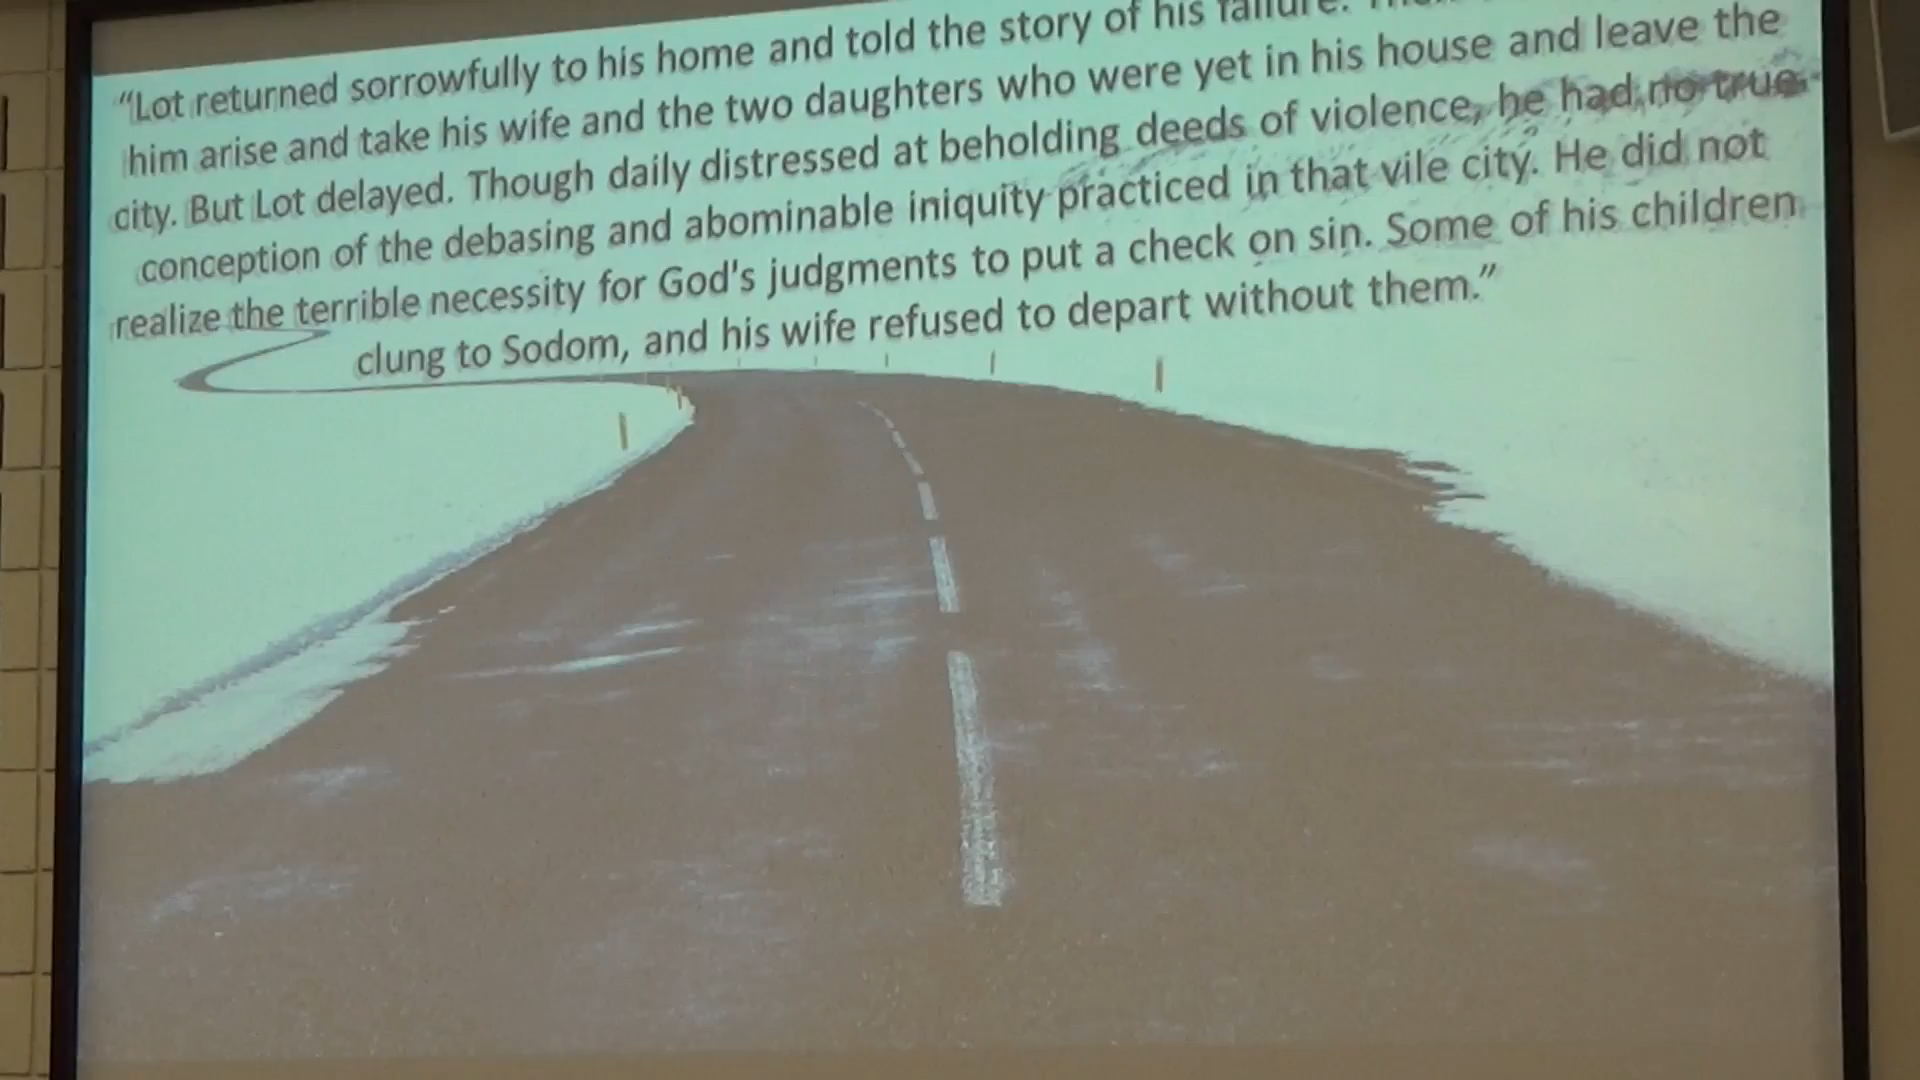 “Lot returned sorrowfully to his home and told the story of his failure.
him arise and take his wife and the two daughters who were yet in his house and leave the
city. But Lot delayed. Though daily distressed at beholding deeds of violence, he had no true
conception of the debasing and abominable iniquity practiced in that vile city. He did not
realize the terrible necessity for God's judgments to put a check on sin. Some of his children
clung to Sodom, and his wife refused to depart without them.”